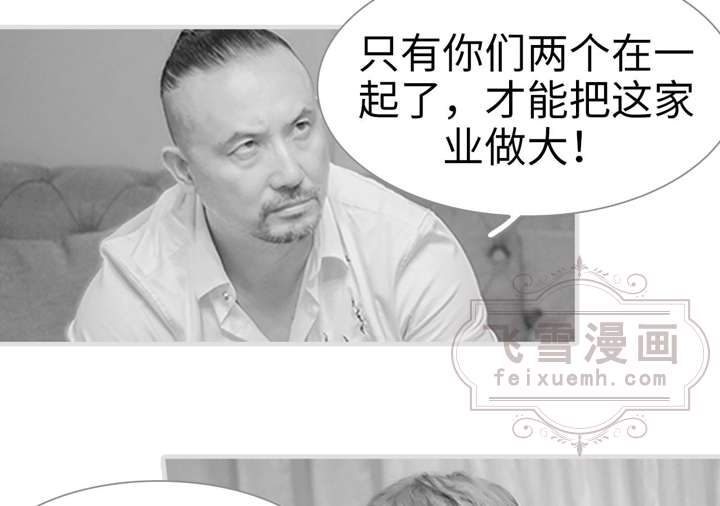 只有你们两个在一
起了，才能把这家
业做大！
飞雪漫画
feixuemh.com